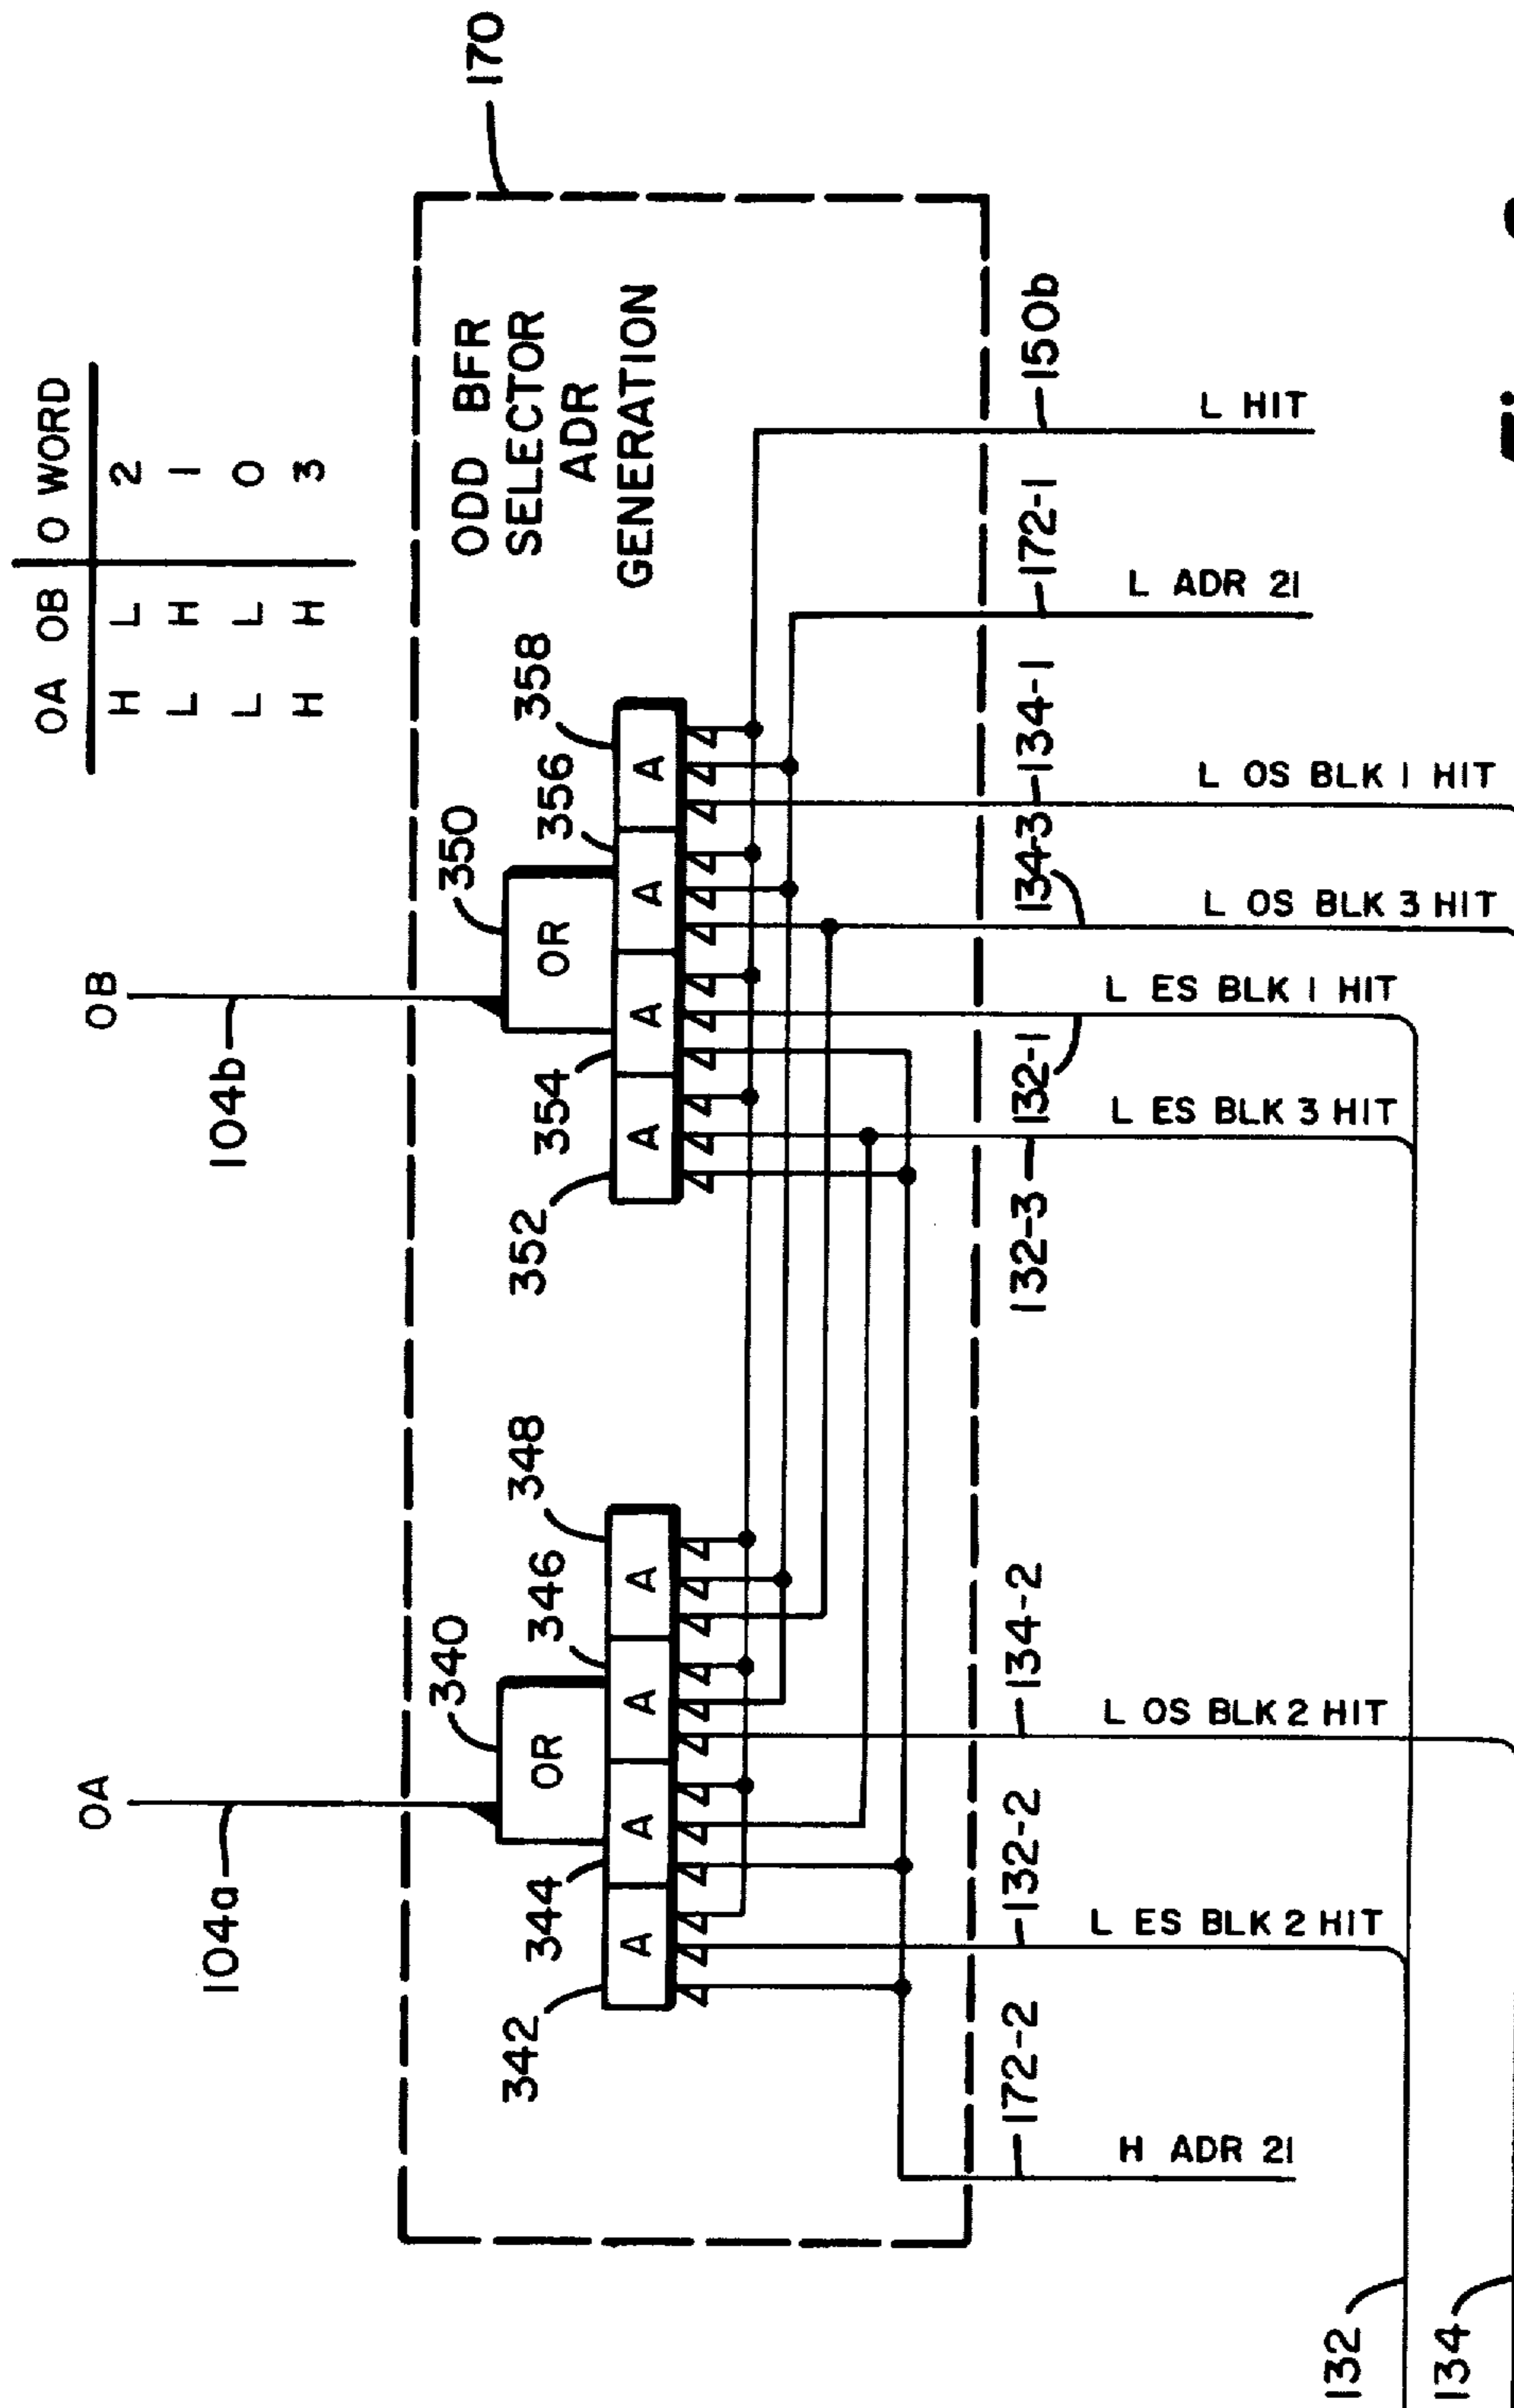 OA OB O WORD
H L 2
L H 1
L L 0
H H 3
OA
OB
104a
104b
170
ODD BFR
SELECTOR
ADR
GENERATION
340
OR
350
OR
342
344
346
348
352
354
356
358
A A A A
A A A A
172-2
132-2
134-2
132-3
132-1
134-3
134-1
172-1
150b
H ADR 21
L ES BLK 2 HIT
L OS BLK 2 HIT
L ES BLK 3 HIT
L ES BLK 1 HIT
L OS BLK 3 HIT
L OS BLK 1 HIT
L ADR 21
L HIT
132
134